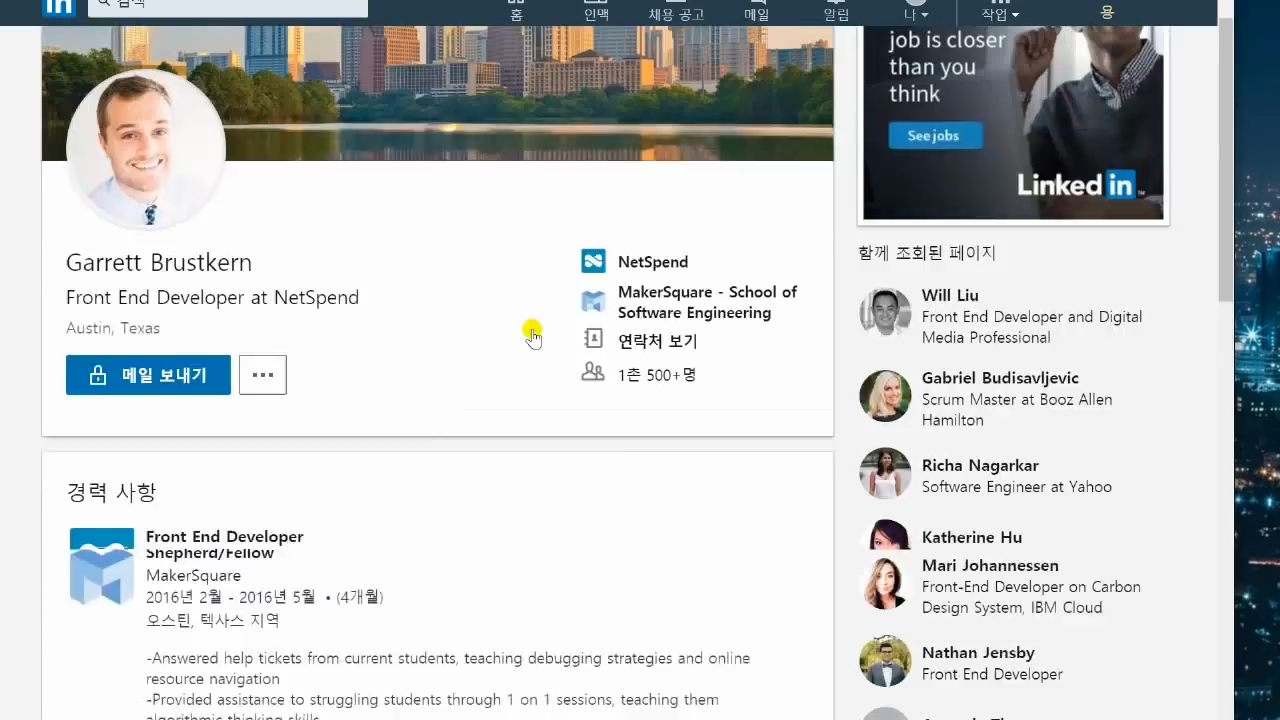 in
검색
홈
인맥
채용 공고
메일
알림
나
작업
job is closer
than you
think
See jobs
Linked in
Garrett Brustkern
Front End Developer at NetSpend
Austin, Texas
메일 보내기
NetSpend
MakerSquare - School of
Software Engineering
연락처 보기
1촌 500+명
경력 사항
Front End Developer
Shepherd/Fellow
MakerSquare
2016년 2월 - 2016년 5월 • (4개월)
오스틴, 텍사스 지역
-Answered help tickets from current students, teaching debugging strategies and online
resource navigation
-Provided assistance to struggling students through 1 on 1 sessions, teaching them
algorithmic thinking skills
함께 조회된 페이지
Will Liu
Front End Developer and Digital
Media Professional
Gabriel Budisavljevic
Scrum Master at Booz Allen
Hamilton
Richa Nagarkar
Software Engineer at Yahoo
Katherine Hu
Mari Johannessen
Front-End Developer on Carbon
Design System, IBM Cloud
Nathan Jensby
Front End Developer